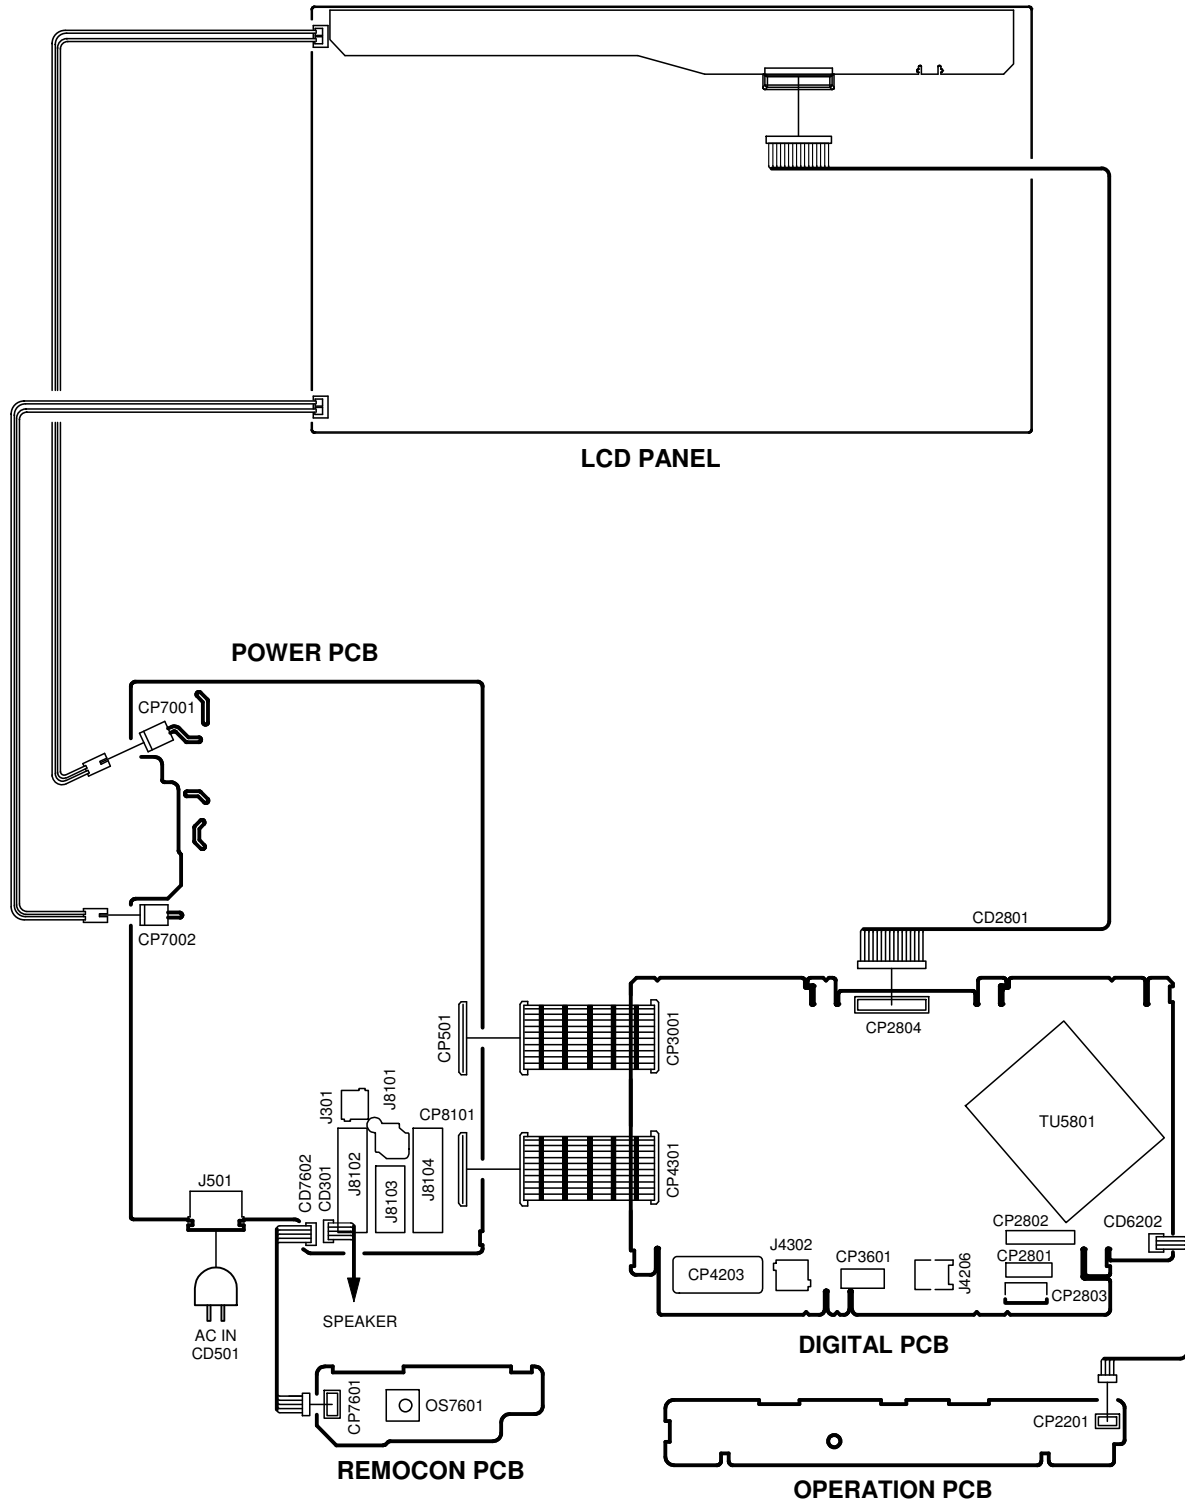 LCD PANEL
POWER PCB
CP7001
CP7002
CD2801
CP2804
CP501
CP3001
J301
J8101
CP8101
CP4301
TU5801
CD7602
CD301
J8102
J8103
J8104
J501
CP2802
CD6202
J4302
CP3601
J4206
CP2801
CP4203
CP2803
SPEAKER
AC IN
CD501
DIGITAL PCB
CP7601
OS7601
CP2201
REMOCON PCB
OPERATION PCB